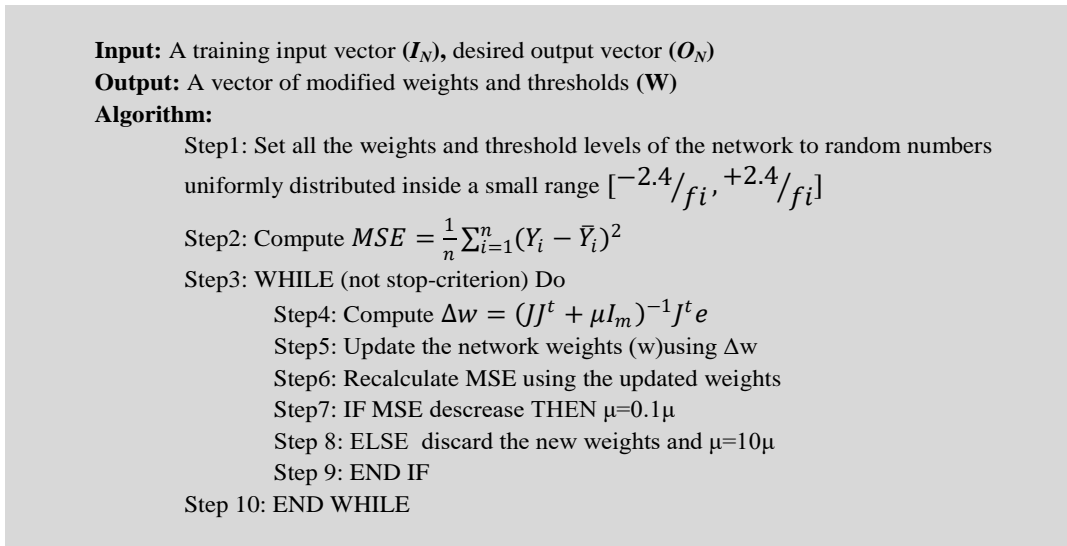 Input: A training input vector (I_N), desired output vector (O_N)
Output: A vector of modified weights and thresholds (W)
Algorithm:
Step1: Set all the weights and threshold levels of the network to random numbers
uniformly distributed inside a small range [−2.4/fi, +2.4/fi]
Step2: Compute MSE = 1/n ∑_{i=1}^{n}(Y_i − Ȳ_i)^2
Step3: WHILE (not stop-criterion) Do
Step4: Compute Δw = (JJ^t + μI_m)^{−1}J^t e
Step5: Update the network weights (w)using Δw
Step6: Recalculate MSE using the updated weights
Step7: IF MSE descrease THEN μ=0.1μ
Step 8: ELSE  discard the new weights and μ=10μ
Step 9: END IF
Step 10: END WHILE